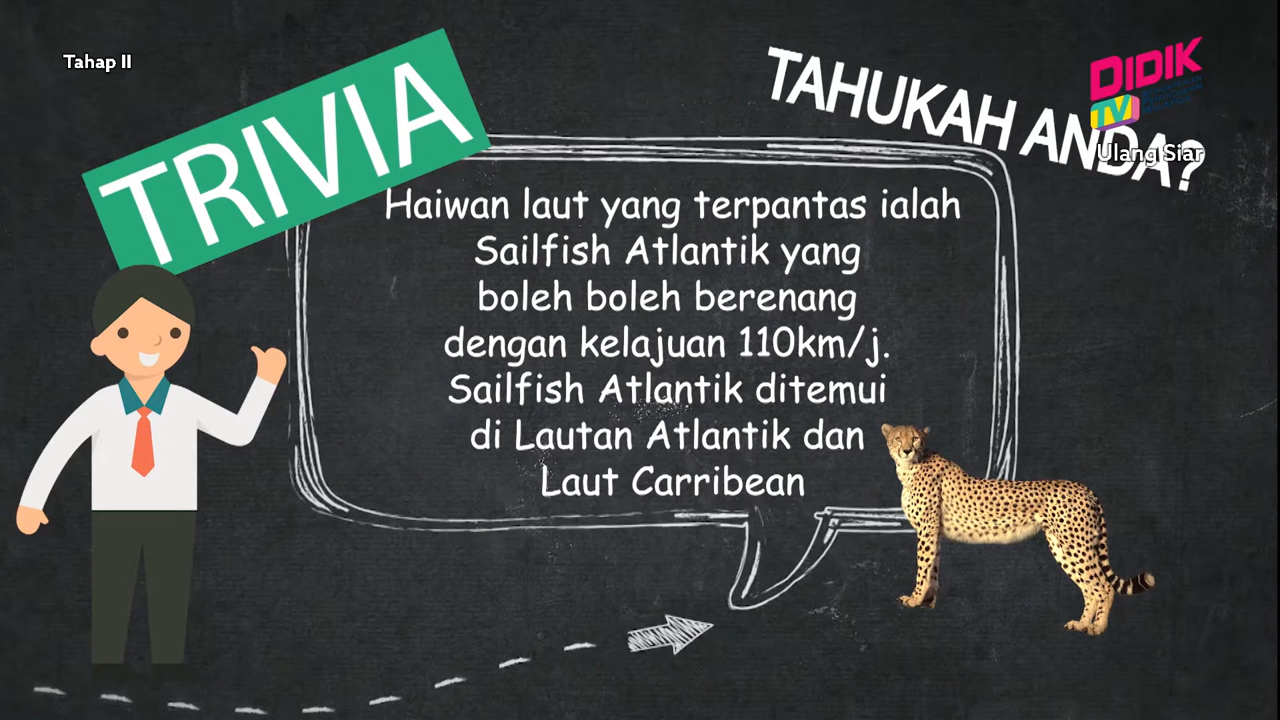 Tahap II
TRIVIA
TAHUKAH ANDA?
DIDIK
TV
Ulang Siar
Haiwan laut yang terpantas ialah
Sailfish Atlantik yang
boleh boleh berenang
dengan kelajuan 110km/j.
Sailfish Atlantik ditemui
di Lautan Atlantik dan
Laut Carribean